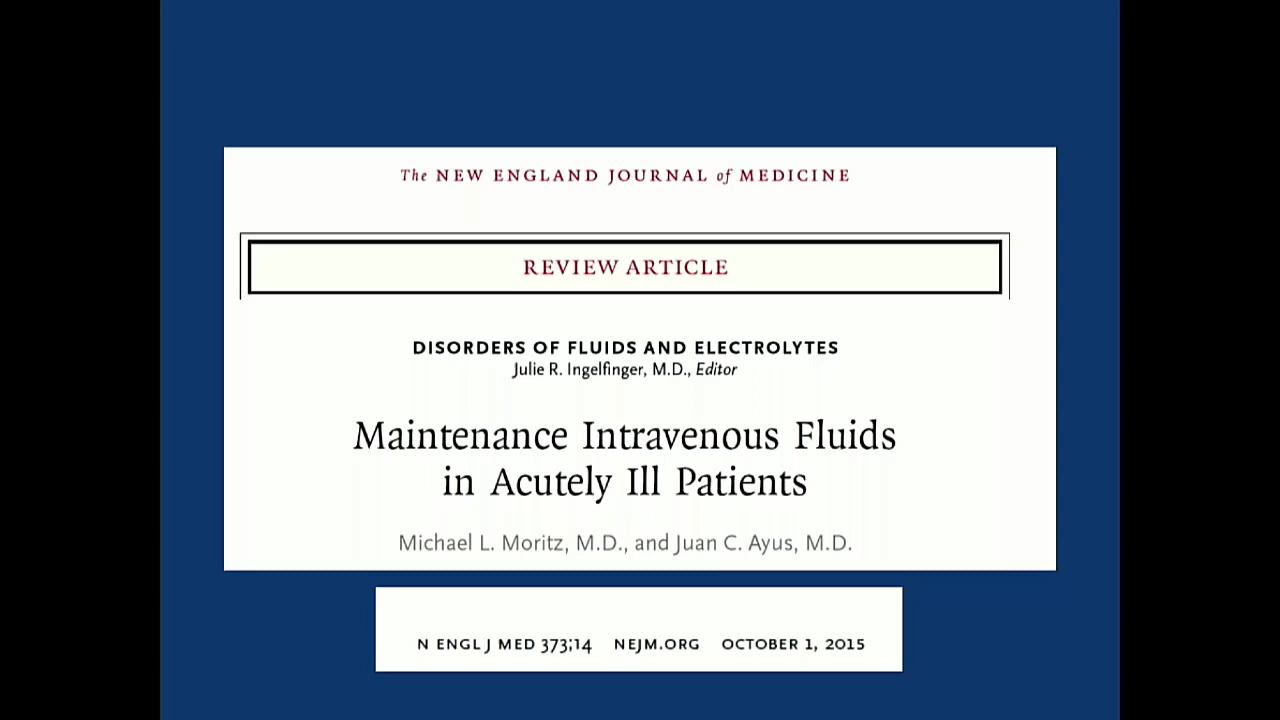 The NEW ENGLAND JOURNAL of MEDICINE
REVIEW ARTICLE
DISORDERS OF FLUIDS AND ELECTROLYTES
Julie R. Ingelfinger, M.D., Editor
Maintenance Intravenous Fluids
in Acutely Ill Patients
Michael L. Moritz, M.D., and Juan C. Ayus, M.D.
N ENGL J MED 373;14 NEJM.ORG OCTOBER 1, 2015